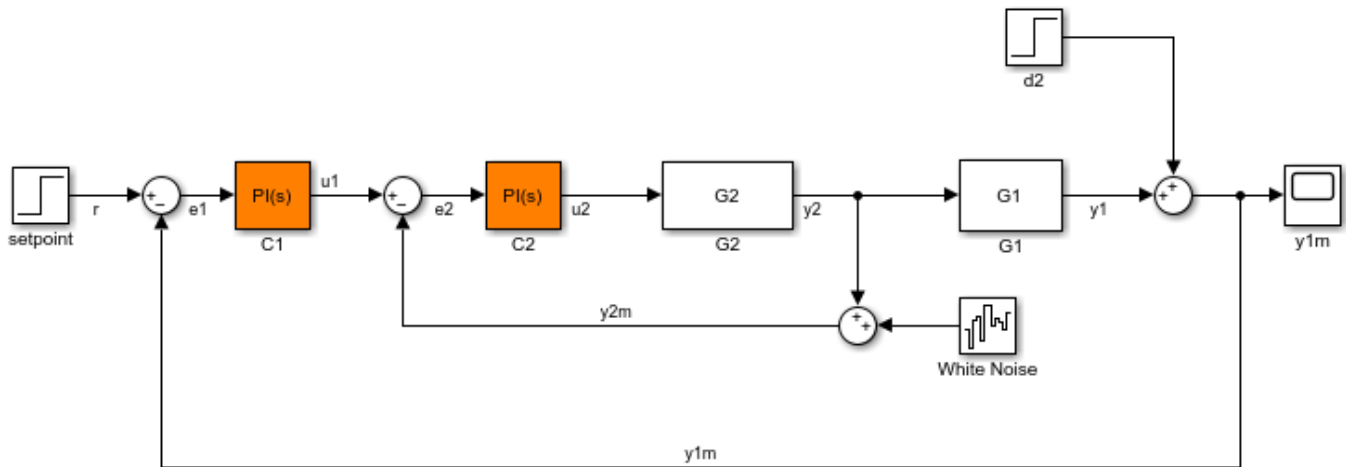 d2
+
+
setpoint
r
+
−
e1
PI(s)
C1
u1
+
−
e2
PI(s)
C2
u2
G2
G2
y2
G1
G1
y1
y1m
+
+
White Noise
y2m
y1m